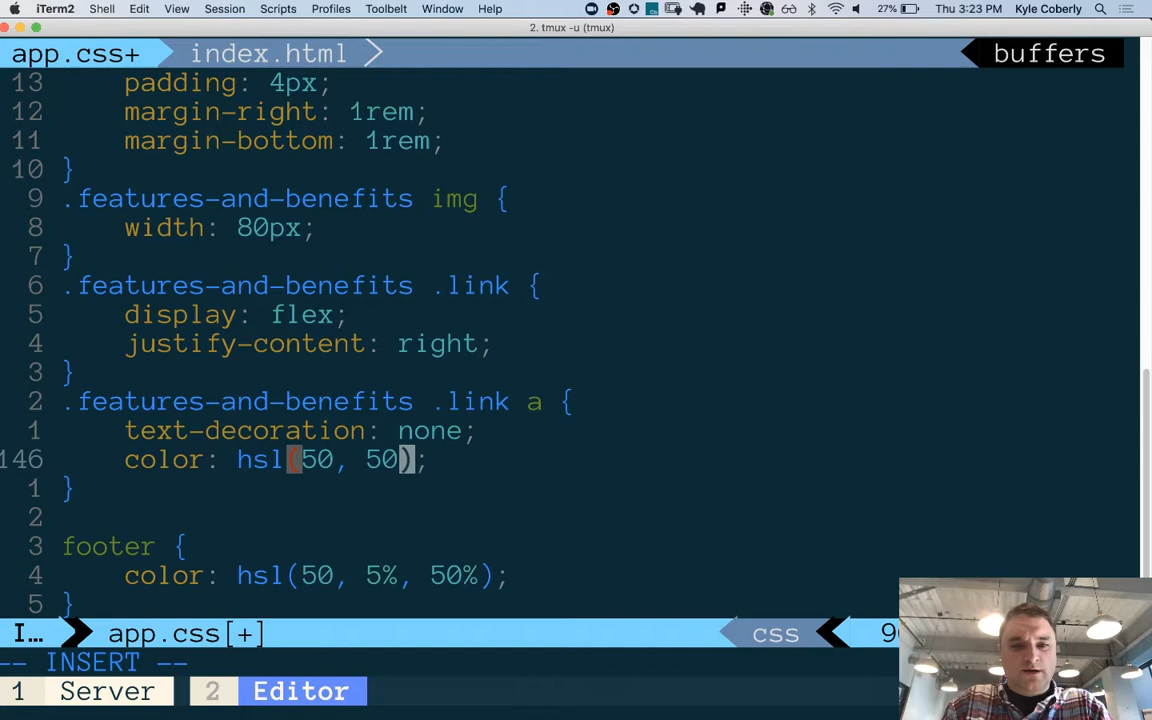 iTerm2 Shell Edit View Session Scripts Profiles Toolbelt Window Help 27% Thu 3:23 PM Kyle Coberly
2. tmux -u (tmux)
app.css+ index.html buffers
13 padding: 4px;
12 margin-right: 1rem;
11 margin-bottom: 1rem;
10 }
9 .features-and-benefits img {
8 width: 80px;
7 }
6 .features-and-benefits .link {
5 display: flex;
4 justify-content: right;
3 }
2 .features-and-benefits .link a {
1 text-decoration: none;
146 color: hsl(50, 50);
1 }
2
3 footer {
4 color: hsl(50, 5%, 50%);
5 }
I… app.css[+] css
-- INSERT --
1 Server 2 Editor